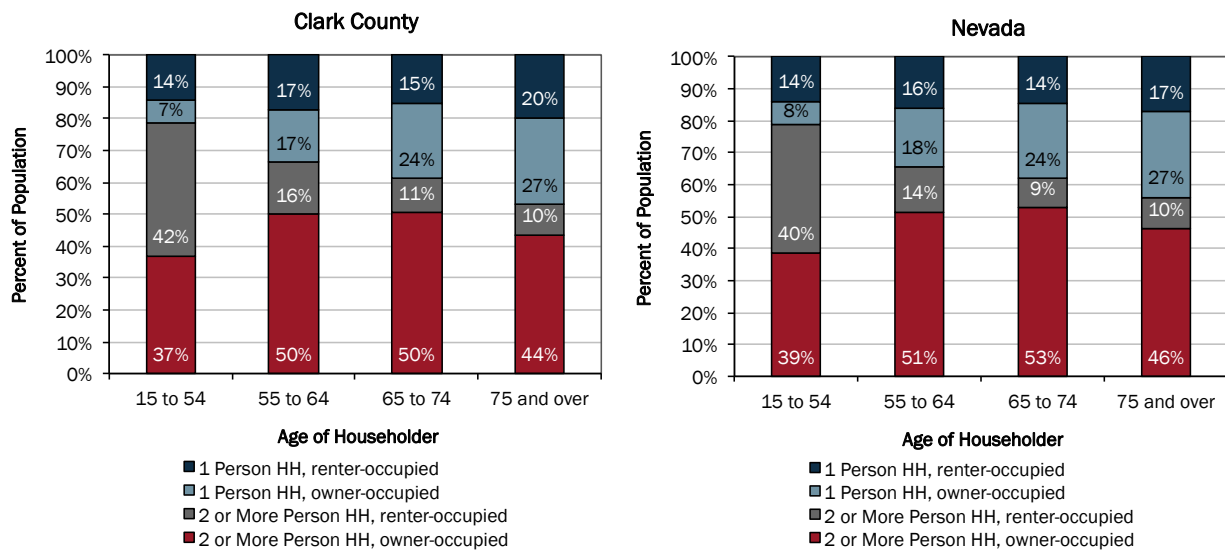 Clark County
100%
90%
80%
70%
60%
50%
40%
30%
20%
10%
0%
Percent of Population
14% 17% 15% 20%
7% 17% 24% 27%
42% 16% 11% 10%
37% 50% 50% 44%
15 to 54 55 to 64 65 to 74 75 and over
Age of Householder
1 Person HH, renter-occupied
1 Person HH, owner-occupied
2 or More Person HH, renter-occupied
2 or More Person HH, owner-occupied
Nevada
100%
90%
80%
70%
60%
50%
40%
30%
20%
10%
0%
Percent of Population
14% 16% 14% 17%
8% 18% 24% 27%
40% 14% 9% 10%
39% 51% 53% 46%
15 to 54 55 to 64 65 to 74 75 and over
Age of Householder
1 Person HH, renter-occupied
1 Person HH, owner-occupied
2 or More Person HH, renter-occupied
2 or More Person HH, owner-occupied